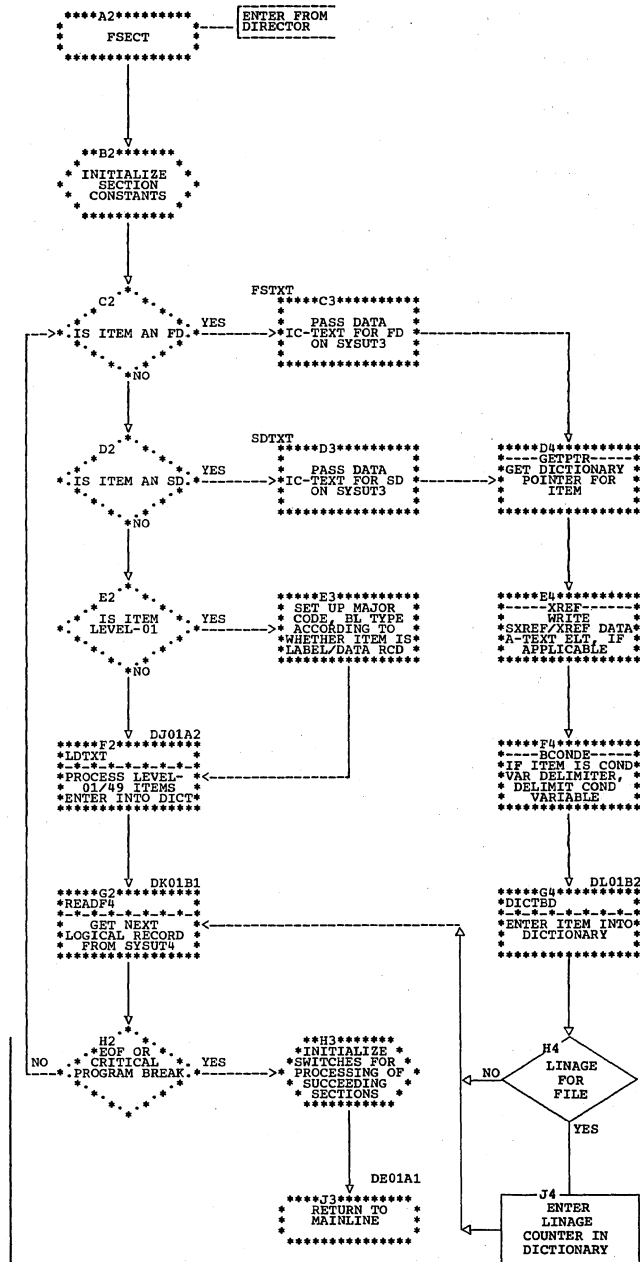 A2
FSECT
ENTER FROM
DIRECTOR
B2
INITIALIZE
SECTION
CONSTANTS
C2
IS ITEM AN FD
YES
NO
FSTXT
C3
PASS DATA
IC-TEXT FOR FD
ON SYSUT3
D2
IS ITEM AN SD
YES
NO
SDTXT
D3
PASS DATA
IC-TEXT FOR SD
ON SYSUT3
D4
GETPTR
GET DICTIONARY
POINTER FOR
ITEM
E2
IS ITEM
LEVEL-01
YES
NO
E3
SET UP MAJOR
CODE, BL TYPE
ACCORDING TO
WHETHER ITEM IS
LABEL/DATA RCD
E4
XREF
WRITE
SXREF/XREF DATA
A-TEXT ELT, IF
APPLICABLE
DJ01A2
F2
LDTXT
PROCESS LEVEL-
01/49 ITEMS
ENTER INTO DICT
F4
BCONDE
IF ITEM IS COND
VAR DELIMITER,
DELIMIT COND
VARIABLE
DK01B1
G2
READF4
GET NEXT
LOGICAL RECORD
FROM SYSUT4
DL01B2
G4
DICTBD
ENTER ITEM INTO
DICTIONARY
H2
EOF OR
CRITICAL
PROGRAM BREAK
NO
YES
H3
INITIALIZE
SWITCHES FOR
PROCESSING OF
SUCCEEDING
SECTIONS
H4
LINAGE
FOR
FILE
NO
YES
DE01A1
J3
RETURN TO
MAINLINE
J4
ENTER
LINAGE
COUNTER IN
DICTIONARY